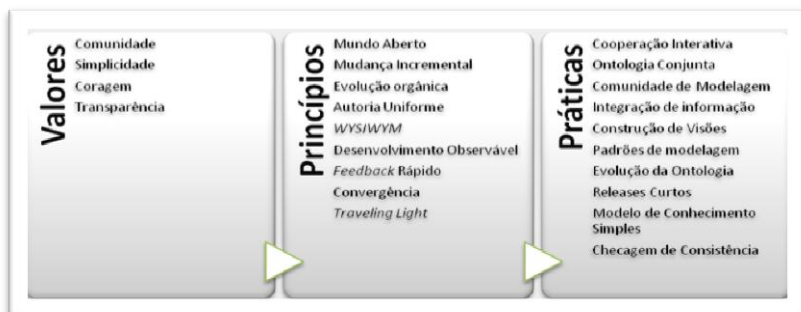 Valores
Comunidade
Simplicidade
Coragem
Transparência
Princípios
Mundo Aberto
Mudança Incremental
Evolução orgânica
Autoria Uniforme
WYSIWYM
Desenvolvimento Observável
Feedback Rápido
Convergência
Traveling Light
Práticas
Cooperação Interativa
Ontologia Conjunta
Comunidade de Modelagem
Integração de informação
Construção de Visões
Padrões de modelagem
Evolução da Ontologia
Releases Curtos
Modelo de Conhecimento
Simples
Checagem de Consistência